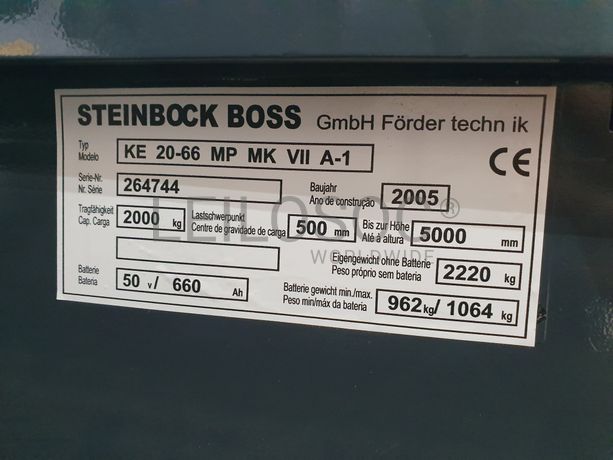 STEINBOCK BOSS GmbH Förder techn ik
Typ
Modelo
KE 20-66 MP MK VII A-1
CE
Serie-Nr.
Nr. Série
264744
Baujahr
Ano de construcão
2005
Tragfähigkeit
Cap. Carga
2000 kg
Lastschwerpunkt
Centre de gravidade de carga
500 mm
Bis zur Höhe
Até à altura
5000 mm
Eigengewicht ohne Batterie
Peso próprio sem bateria
2220 kg
Batterie
Bateria
50 v/ 660 Ah
Batterie gewicht min./max.
Peso min/máx da bateria
962 kg/ 1064 kg
LEILOSOC®
WORLDWIDE